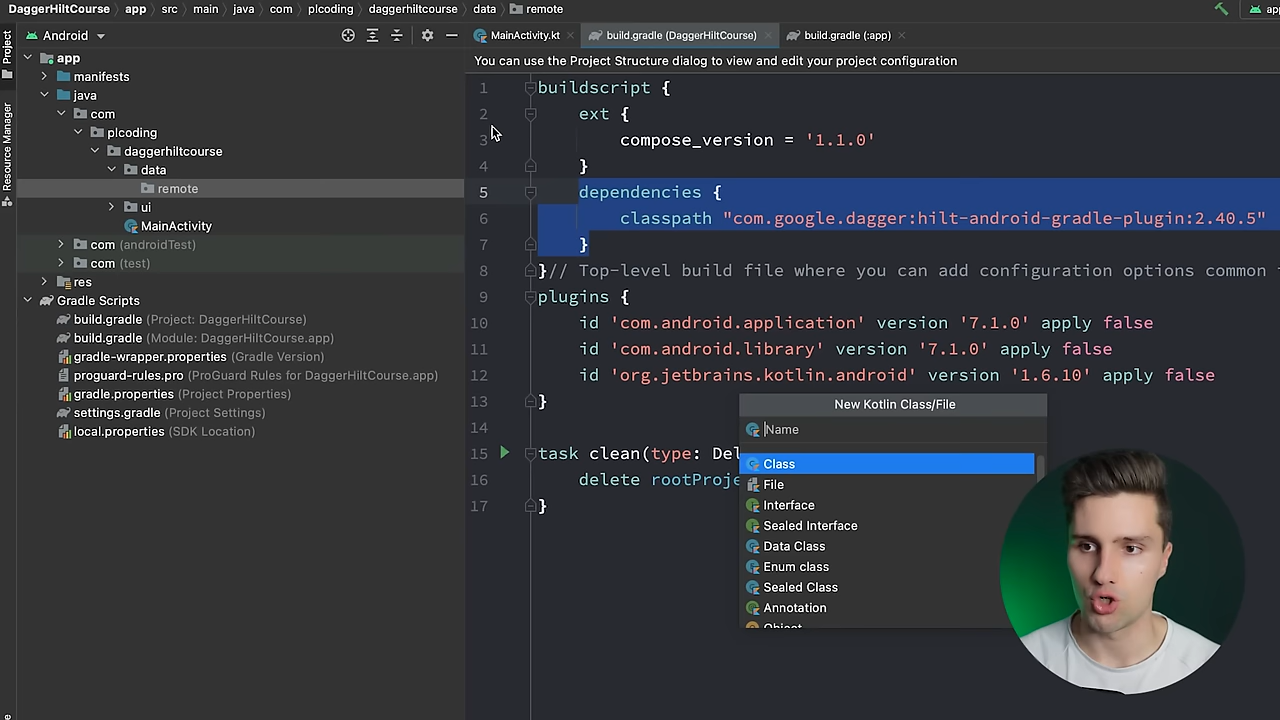 DaggerHiltCourse app src main java com plcoding daggerhiltcourse data remote
Android
MainActivity.kt
build.gradle (DaggerHiltCourse)
build.gradle (:app)
You can use the Project Structure dialog to view and edit your project configuration
Project
Resource Manager
app
manifests
java
com
plcoding
daggerhiltcourse
data
remote
ui
MainActivity
com (androidTest)
com (test)
res
Gradle Scripts
build.gradle (Project: DaggerHiltCourse)
build.gradle (Module: DaggerHiltCourse.app)
gradle-wrapper.properties (Gradle Version)
proguard-rules.pro (ProGuard Rules for DaggerHiltCourse.app)
gradle.properties (Project Properties)
settings.gradle (Project Settings)
local.properties (SDK Location)
1 buildscript {
2 ext {
3 compose_version = '1.1.0'
4 }
5 dependencies {
6 classpath "com.google.dagger:hilt-android-gradle-plugin:2.40.5"
7 }
8 }// Top-level build file where you can add configuration options common
9 plugins {
10 id 'com.android.application' version '7.1.0' apply false
11 id 'com.android.library' version '7.1.0' apply false
12 id 'org.jetbrains.kotlin.android' version '1.6.10' apply false
13 }
14
15 task clean(type: Del
16 delete rootProje
17 }
New Kotlin Class/File
Name
Class
File
Interface
Sealed Interface
Data Class
Enum class
Sealed Class
Annotation
Object